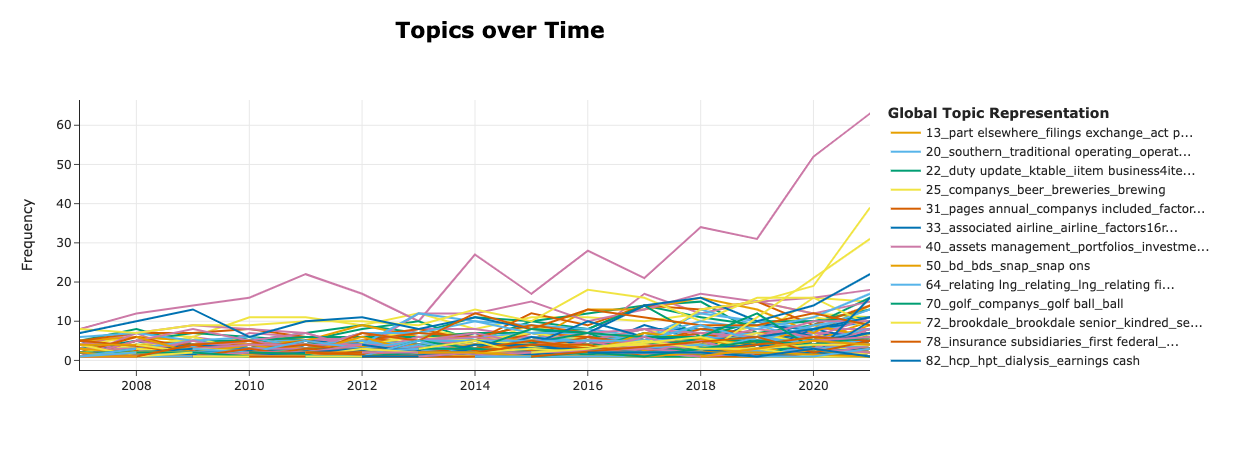 Topics over Time
Global Topic Representation
13_part elsewhere_filings exchange_act p...
20_southern_traditional operating_operat...
22_duty update_ktable_iitem business4ite...
25_companys_beer_breweries_brewing
31_pages annual_companys included_factor...
33_associated airline_airline_factors16r...
40_assets management_portfolios_investme...
50_bd_bds_snap_snap ons
64_relating lng_relating_lng_relating fi...
70_golf_companys_golf ball_ball
72_brookdale_brookdale senior_kindred_se...
78_insurance subsidiaries_first federal_...
82_hcp_hpt_dialysis_earnings cash
Frequency
60
50
40
30
20
10
0
2008
2010
2012
2014
2016
2018
2020